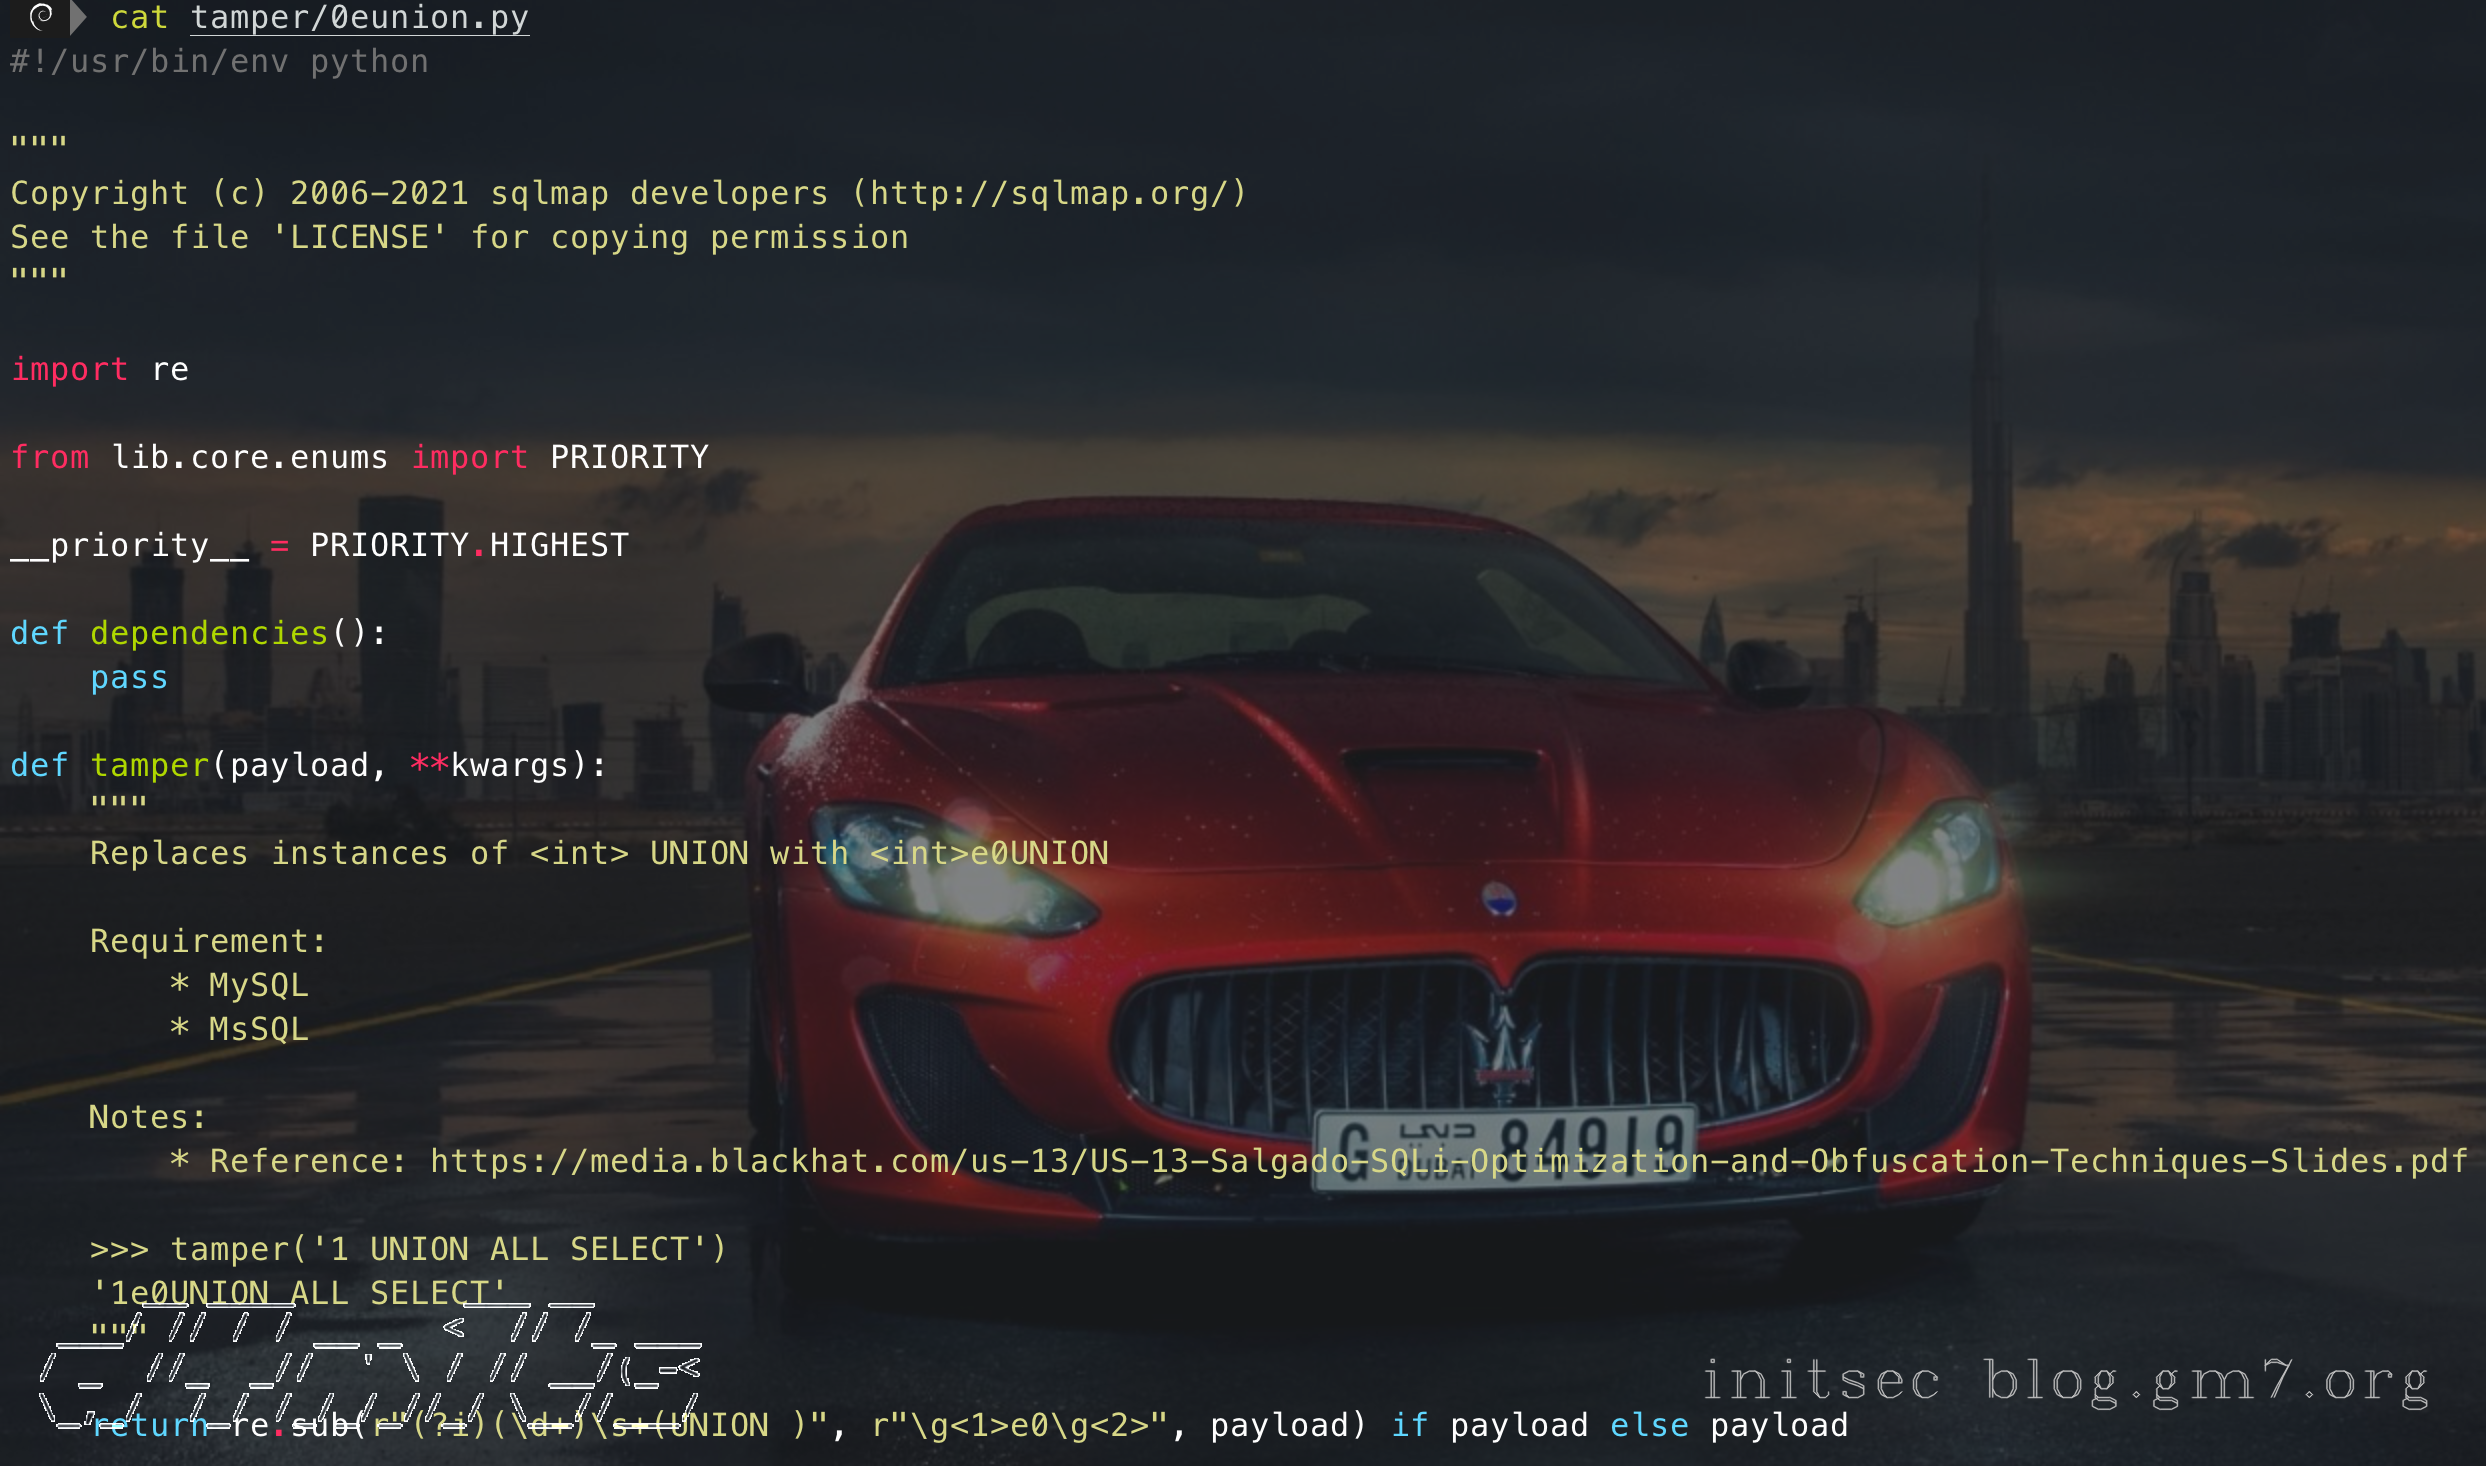 cat tamper/0eunion.py
#!/usr/bin/env python

"""
Copyright (c) 2006-2021 sqlmap developers (http://sqlmap.org/)
See the file 'LICENSE' for copying permission
"""

import re

from lib.core.enums import PRIORITY

__priority__ = PRIORITY.HIGHEST

def dependencies():
    pass

def tamper(payload, **kwargs):
    """
    Replaces instances of <int> UNION with <int>e0UNION

    Requirement:
        * MySQL
        * MsSQL

    Notes:
        * Reference: https://media.blackhat.com/us-13/US-13-Salgado-SQLi-Optimization-and-Obfuscation-Techniques-Slides.pdf

    >>> tamper('1 UNION ALL SELECT')
    '1e0UNION ALL SELECT'
    """

    return re.sub(r"(?i)(\d+)\s+(UNION )", r"\g<1>e0\g<2>", payload) if payload else payload
G 84919
DUBAI
initsec blog.gm7.org